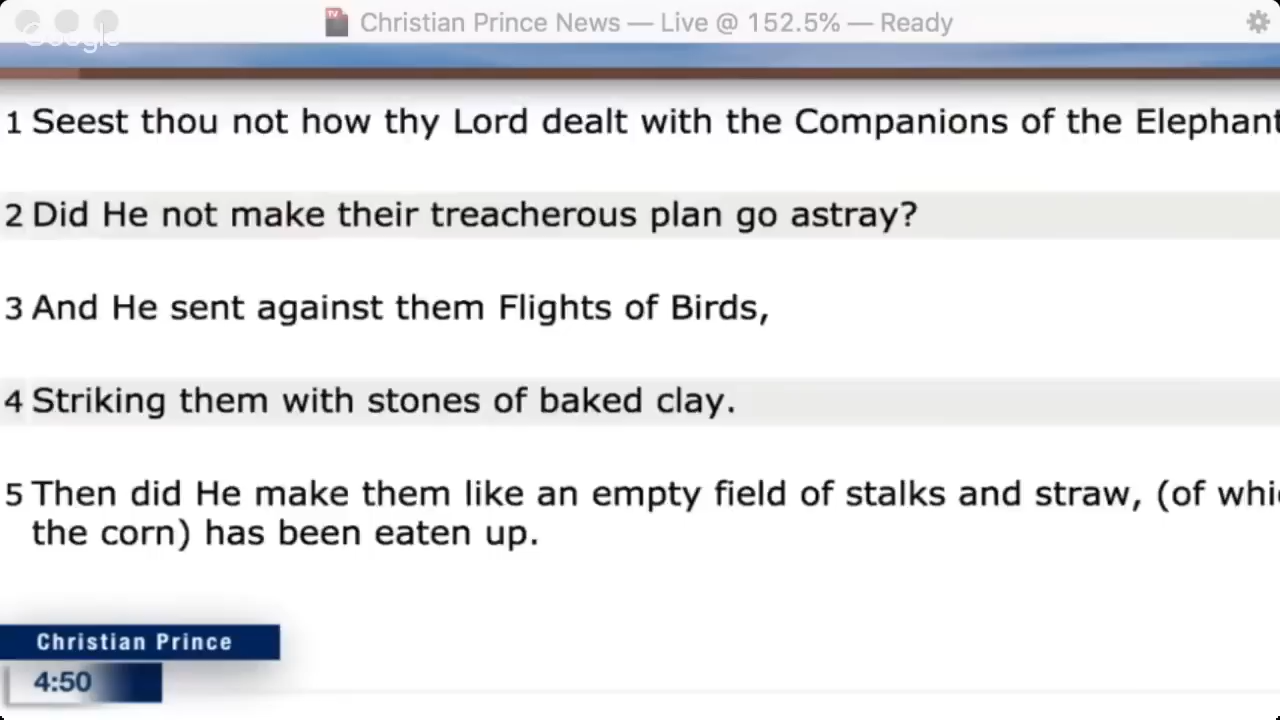 Christian Prince News — Live @ 152.5% — Ready
Google
1 Seest thou not how thy Lord dealt with the Companions of the Elephant
2 Did He not make their treacherous plan go astray?
3 And He sent against them Flights of Birds,
4 Striking them with stones of baked clay.
5 Then did He make them like an empty field of stalks and straw, (of whi
the corn) has been eaten up.
Christian Prince
4:50